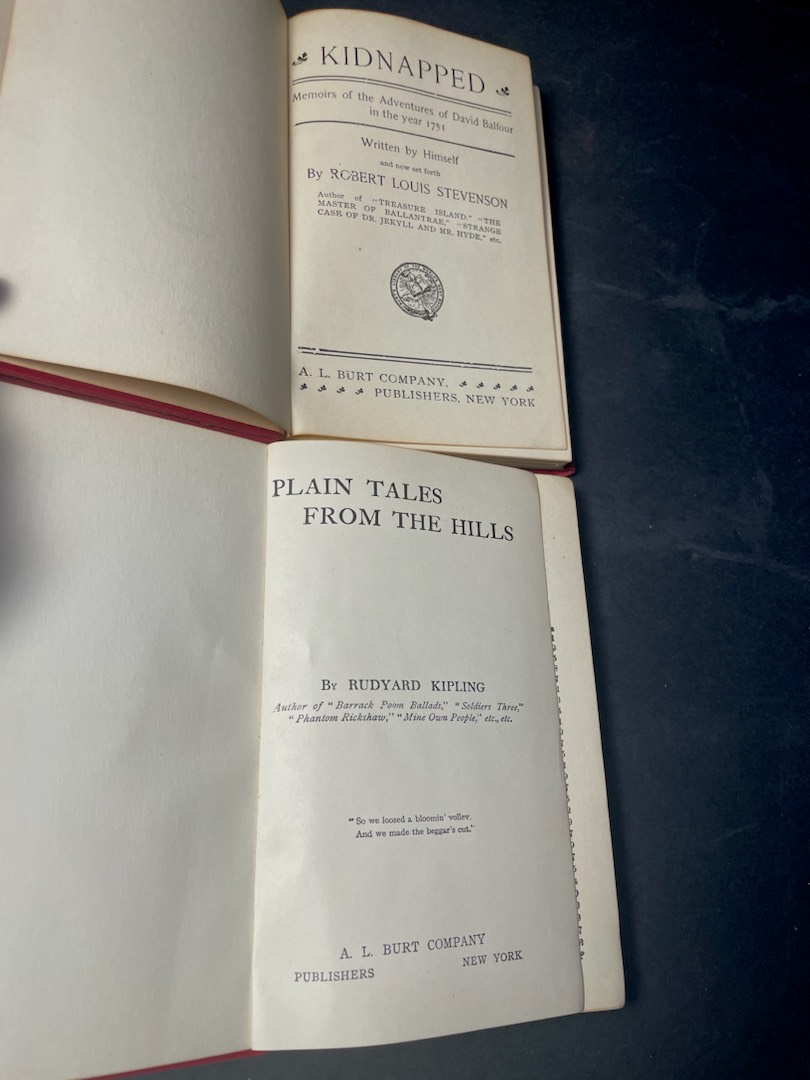 KIDNAPPED
Memoirs of the Adventures of David Balfour
in the year 1751
Written by Himself
and now set forth
By ROBERT LOUIS STEVENSON
Author of "TREASURE ISLAND," "THE
MASTER OF BALLANTRAE," "STRANGE
CASE OF DR. JEKYLL AND MR. HYDE," etc.
A. L. BURT COMPANY,
PUBLISHERS, NEW YORK
PLAIN TALES
FROM THE HILLS
By RUDYARD KIPLING
Author of "Barrack Poom Ballads," "Soldiers Three,"
"Phantom Rickshaw," "Mine Own People," etc., etc.
"So we loosed a bloomin' volley,
And we made the beggar's cut."
A. L. BURT COMPANY
PUBLISHERS NEW YORK